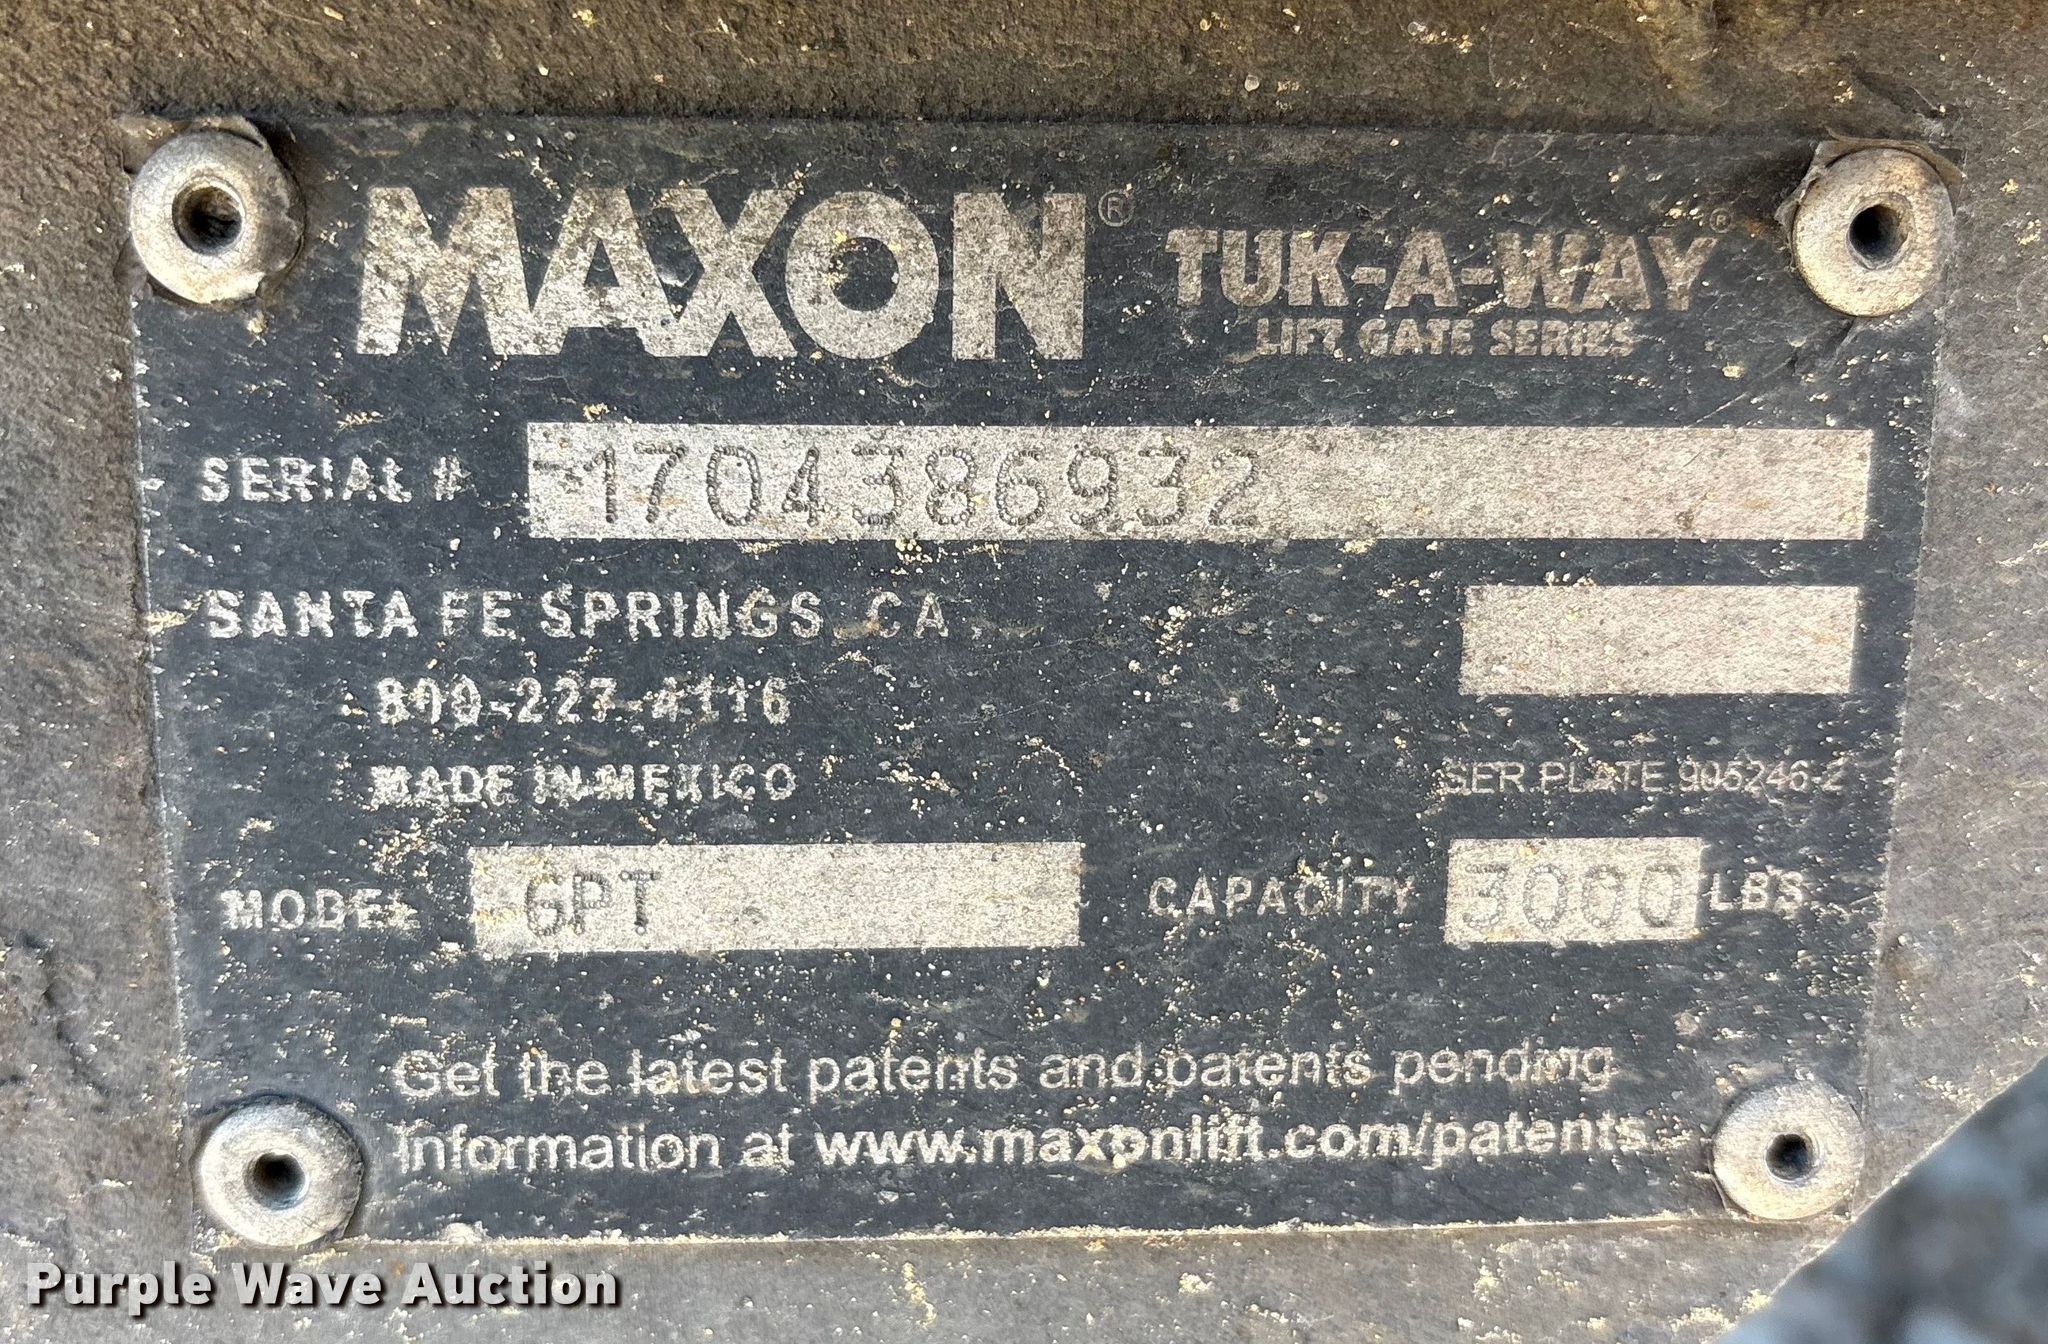 MAXON® TUK-A-WAY®
LIFT GATE SERIES
SERIAL # 1704386932
SANTA FE SPRINGS, CA.
800-227-4116
MADE IN MEXICO
SER. PLATE 905246-2
MODEL GPT CAPACITY 3000 LBS
Get the latest patents and patents pending
information at www.maxonlift.com/patents.
Purple Wave Auction